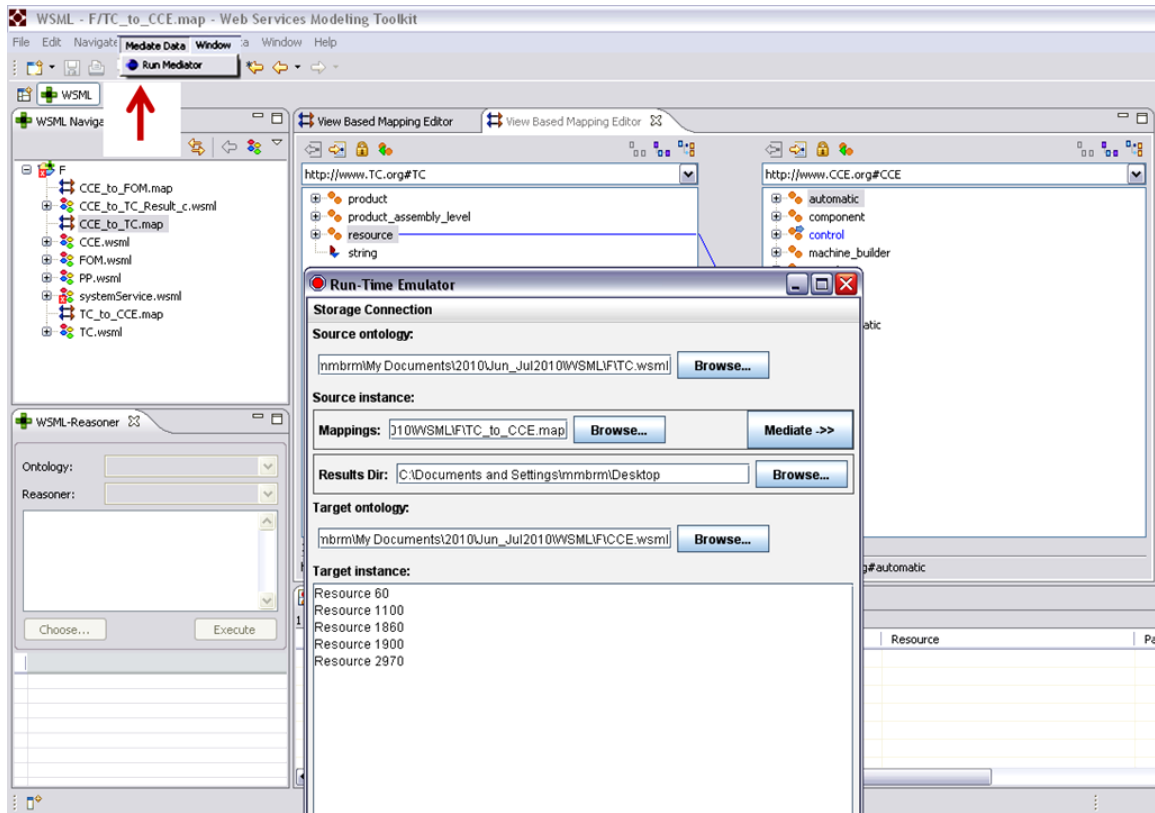 WSML - F/TC_to_CCE.map - Web Services Modeling Toolkit
File Edit Navigate Mediate Data Window a Window Help
Run Mediator
WSML
WSML Naviga
View Based Mapping Editor
View Based Mapping Editor
F
CCE_to_FOM.map
CCE_to_TC_Result_c.wsml
CCE_to_TC.map
CCE.wsml
FOM.wsml
PP.wsml
systemService.wsml
TC_to_CCE.map
TC.wsml
http://www.TC.org#TC
product
product_assembly_level
resource
string
http://www.CCE.org#CCE
automatic
component
control
machine_builder
atic
Run-Time Emulator
Storage Connection
Source ontology:
nmbrm\My Documents\2010\Jun_Jul2010\WSML\F\TC.wsml Browse...
Source instance:
Mappings: 010\WSML\F\TC_to_CCE.map Browse... Mediate ->>
Results Dir: C:\Documents and Settings\mmbrm\Desktop Browse...
Target ontology:
mbrm\My Documents\2010\Jun_Jul2010\WSML\F\CCE.wsml Browse...
Target instance:
Resource 60
Resource 1100
Resource 1860
Resource 1900
Resource 2970
WSML-Reasoner
Ontology:
Reasoner:
Choose... Execute
g#automatic
Resource Pa